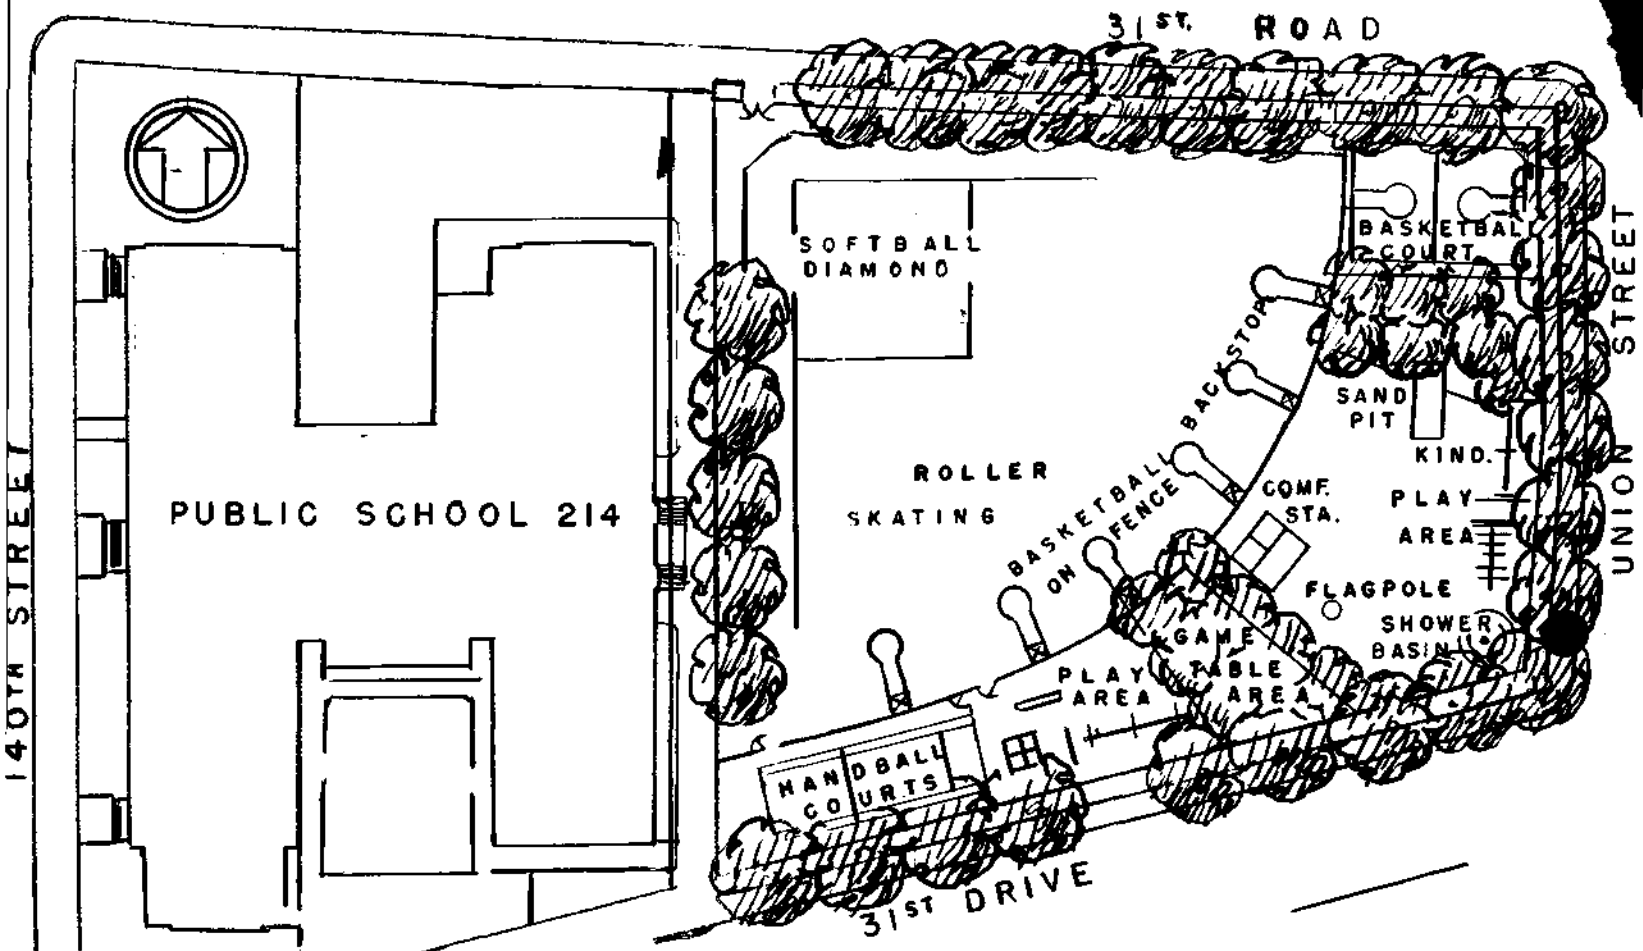 31ST. ROAD
SOFTBALL
DIAMOND
BASKETBALL
COURT
UNION STREET
BACKSTOP
SAND
PIT
KIND.
PLAY
AREA
ROLLER
SKATING
BASKETBALL
ON FENCE
COMF.
STA.
PUBLIC SCHOOL 214
140TH STREET
FLAGPOLE
SHOWER
BASIN
GAME
TABLE
AREA
PLAY
AREA
HANDBALL
COURTS
31ST DRIVE